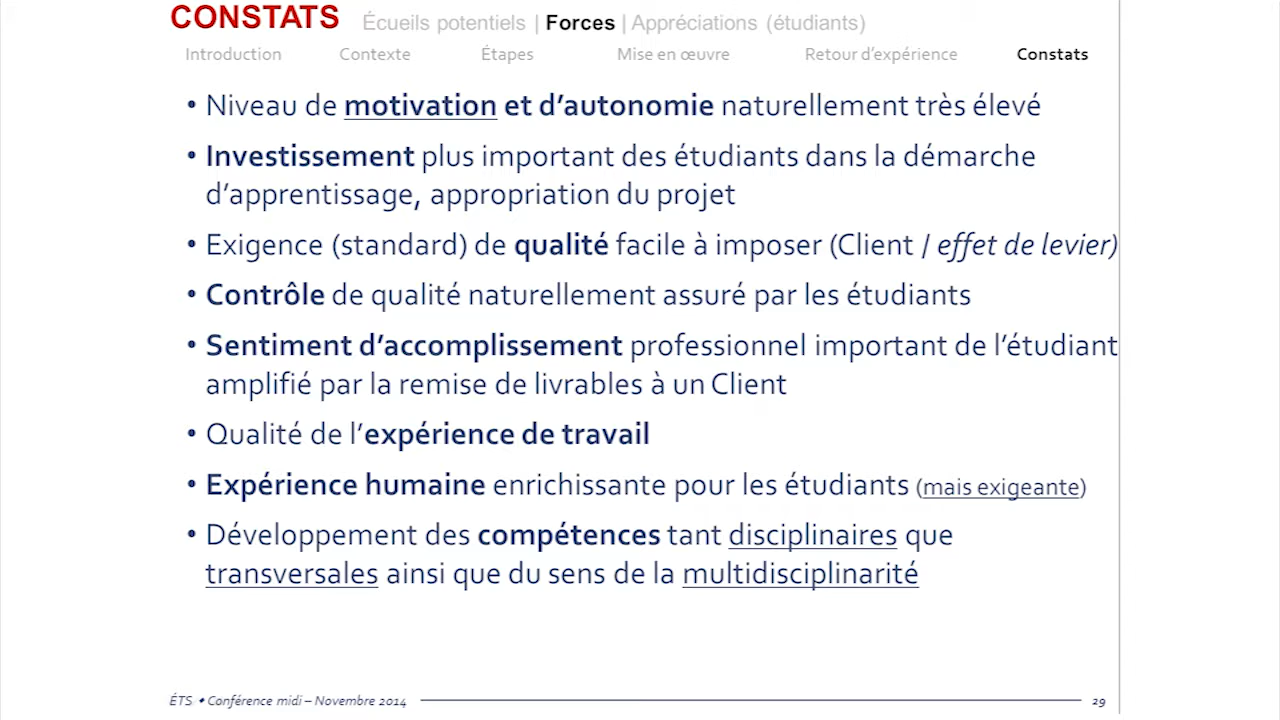 CONSTATS Écueils potentiels | Forces | Appréciations (étudiants)
Introduction Contexte Étapes Mise en œuvre Retour d'expérience Constats
• Niveau de motivation et d'autonomie naturellement très élevé
• Investissement plus important des étudiants dans la démarche
d'apprentissage, appropriation du projet
• Exigence (standard) de qualité facile à imposer (Client / effet de levier)
• Contrôle de qualité naturellement assuré par les étudiants
• Sentiment d'accomplissement professionnel important de l'étudiant
amplifié par la remise de livrables à un Client
• Qualité de l'expérience de travail
• Expérience humaine enrichissante pour les étudiants (mais exigeante)
• Développement des compétences tant disciplinaires que
transversales ainsi que du sens de la multidisciplinarité
ÉTS • Conférence midi – Novembre 2014 29